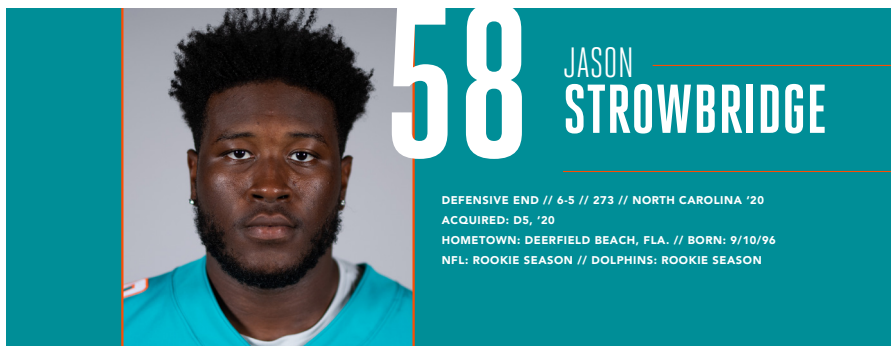 58
JASON
STROWBRIDGE
DEFENSIVE END // 6-5 // 273 // NORTH CAROLINA ’20
ACQUIRED: D5, ’20
HOMETOWN: DEERFIELD BEACH, FLA. // BORN: 9/10/96
NFL: ROOKIE SEASON // DOLPHINS: ROOKIE SEASON